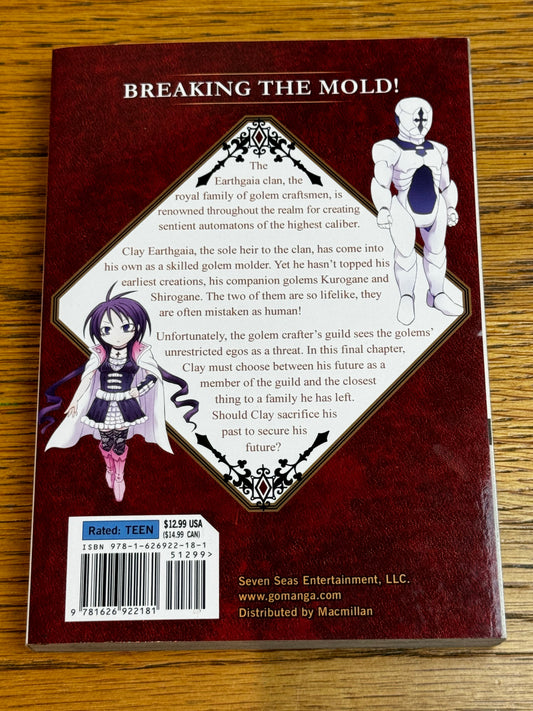 BREAKING THE MOLD!
The
Earthgaia clan, the
royal family of golem craftsmen, is
renowned throughout the realm for creating
sentient automatons of the highest caliber.
Clay Earthgaia, the sole heir to the clan, has come into
his own as a skilled golem molder. Yet he hasn't topped his
earliest creations, his companion golems Kurogane and
Shirogane. The two of them are so lifelike, they
are often mistaken as human!
Unfortunately, the golem crafter's guild sees the golems'
unrestricted egos as a threat. In this final chapter,
Clay must choose between his future as a
member of the guild and the closest
thing to a family he has left.
Should Clay sacrifice his
past to secure his
future?
Rated: TEEN
$12.99 USA
($14.99 CAN)
ISBN 978-1-626922-18-1
51299>
9 781626 922181
Seven Seas Entertainment, LLC.
www.gomanga.com
Distributed by Macmillan